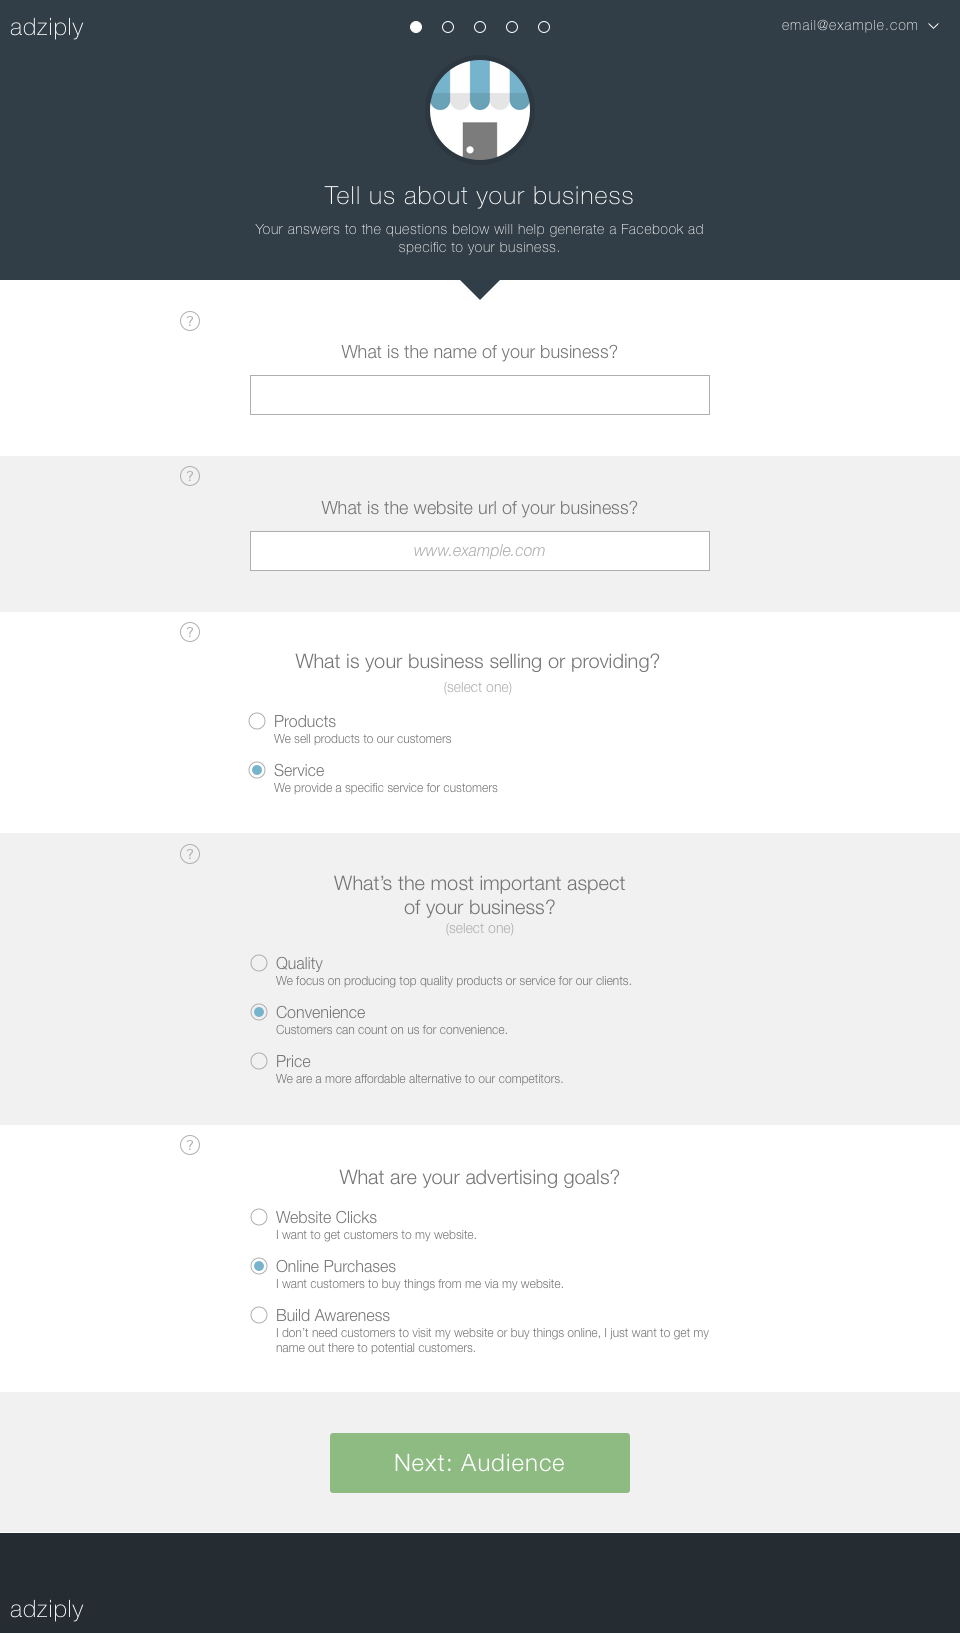 adziply
email@example.com
Tell us about your business
Your answers to the questions below will help generate a Facebook ad
specific to your business.
?
What is the name of your business?
?
What is the website url of your business?
www.example.com
?
What is your business selling or providing?
(select one)
Products
We sell products to our customers
Service
We provide a specific service for customers
?
What’s the most important aspect
of your business?
(select one)
Quality
We focus on producing top quality products or service for our clients.
Convenience
Customers can count on us for convenience.
Price
We are a more affordable alternative to our competitors.
?
What are your advertising goals?
Website Clicks
I want to get customers to my website.
Online Purchases
I want customers to buy things from me via my website.
Build Awareness
I don’t need customers to visit my website or buy things online, I just want to get my
name out there to potential customers.
Next: Audience
adziply